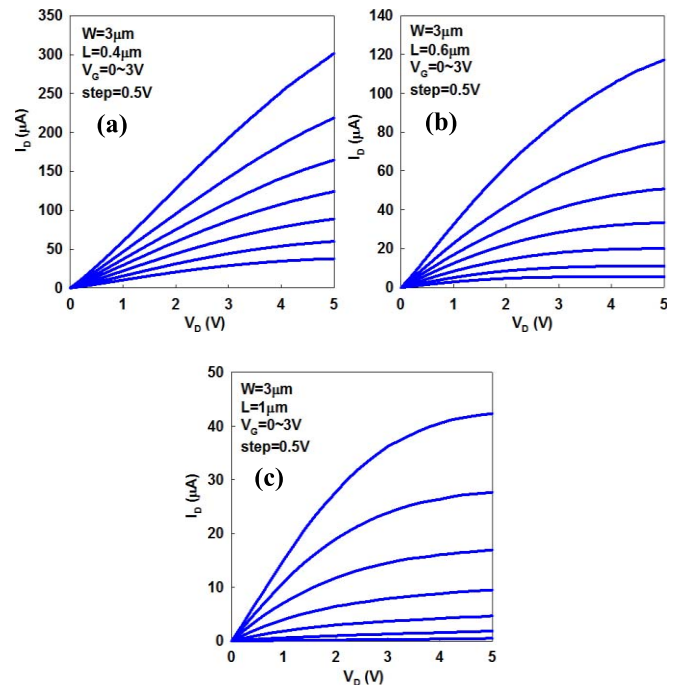 350
300
250
200
150
100
50
0
I_D (μA)
W=3μm
L=0.4μm
V_G=0~3V
step=0.5V
(a)
0 1 2 3 4 5
V_D (V)
140
120
100
80
60
40
20
0
I_D (μA)
W=3μm
L=0.6μm
V_G=0~3V
step=0.5V
(b)
0 1 2 3 4 5
V_D (V)
50
40
30
20
10
0
I_D (μA)
W=3μm
L=1μm
V_G=0~3V
step=0.5V
(c)
0 1 2 3 4 5
V_D (V)